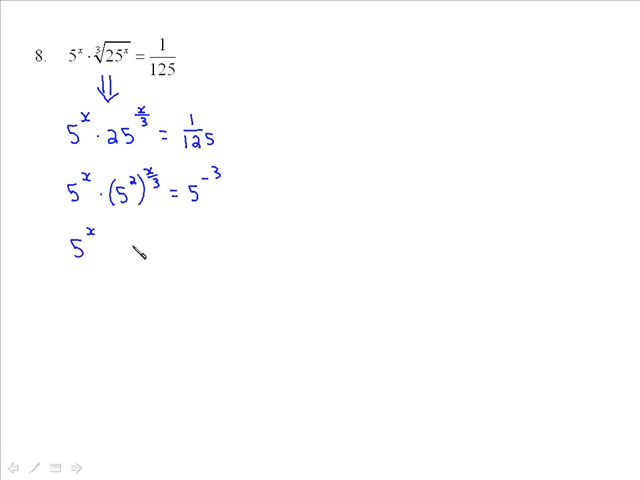 8. 5^x · ∛(25^x) = 1/125
⇓
5^x · 25^(x/3) = 1/125
5^x · (5^2)^(x/3) = 5^-3
5^x